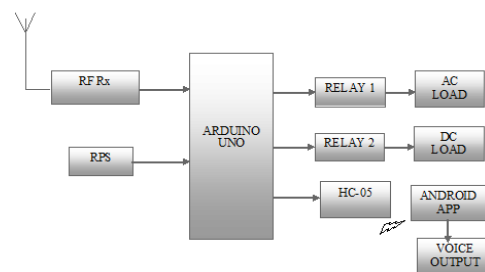 RF Rx
RPS
ARDUINO
UNO
RELAY 1
AC
LOAD
RELAY 2
DC
LOAD
HC-05
ANDROID
APP
VOICE
OUTPUT